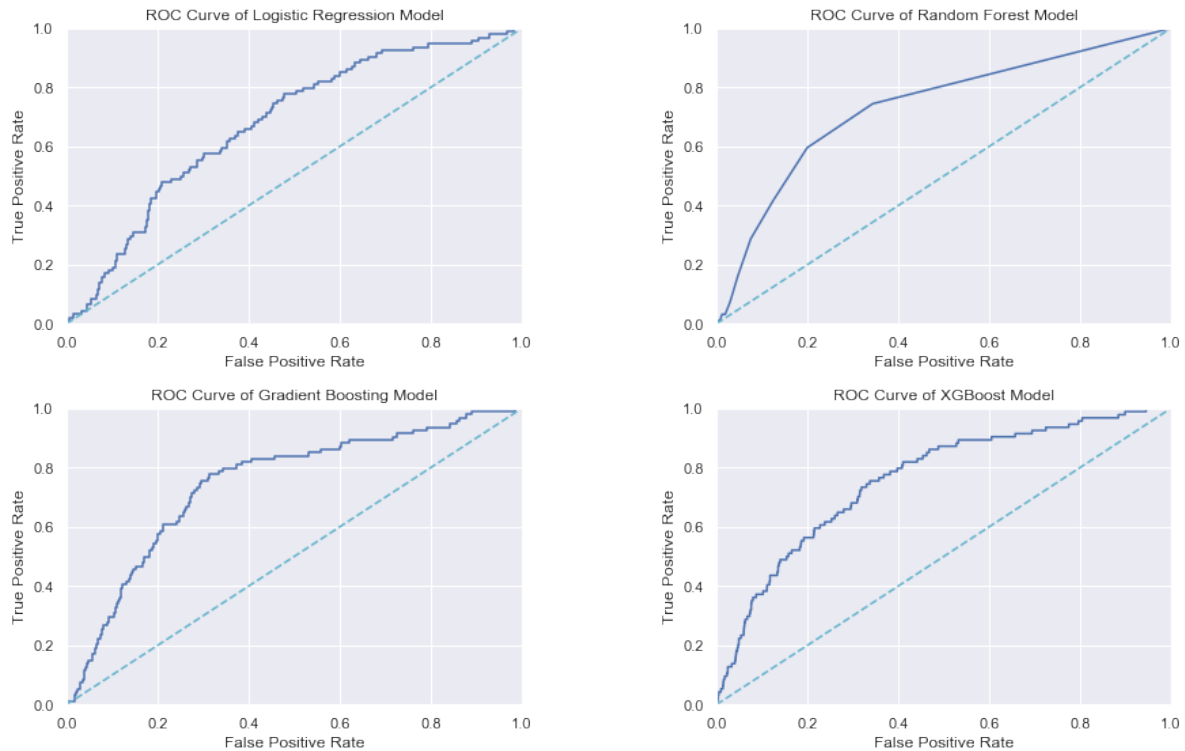 ROC Curve of Logistic Regression Model
1.0
0.8
0.6
0.4
0.2
0.0
True Positive Rate
0.0 0.2 0.4 0.6 0.8 1.0
False Positive Rate
ROC Curve of Random Forest Model
1.0
0.8
0.6
0.4
0.2
0.0
True Positive Rate
0.0 0.2 0.4 0.6 0.8 1.0
False Positive Rate
ROC Curve of Gradient Boosting Model
1.0
0.8
0.6
0.4
0.2
0.0
True Positive Rate
0.0 0.2 0.4 0.6 0.8 1.0
False Positive Rate
ROC Curve of XGBoost Model
1.0
0.8
0.6
0.4
0.2
0.0
True Positive Rate
0.0 0.2 0.4 0.6 0.8 1.0
False Positive Rate